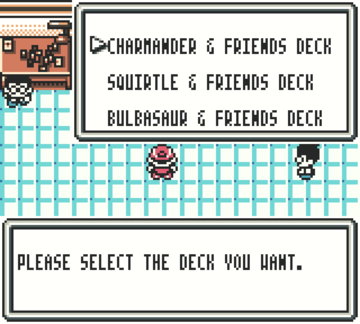 CHARMANDER & FRIENDS DECK
SQUIRTLE & FRIENDS DECK
BULBASAUR & FRIENDS DECK
PLEASE SELECT THE DECK YOU WANT.